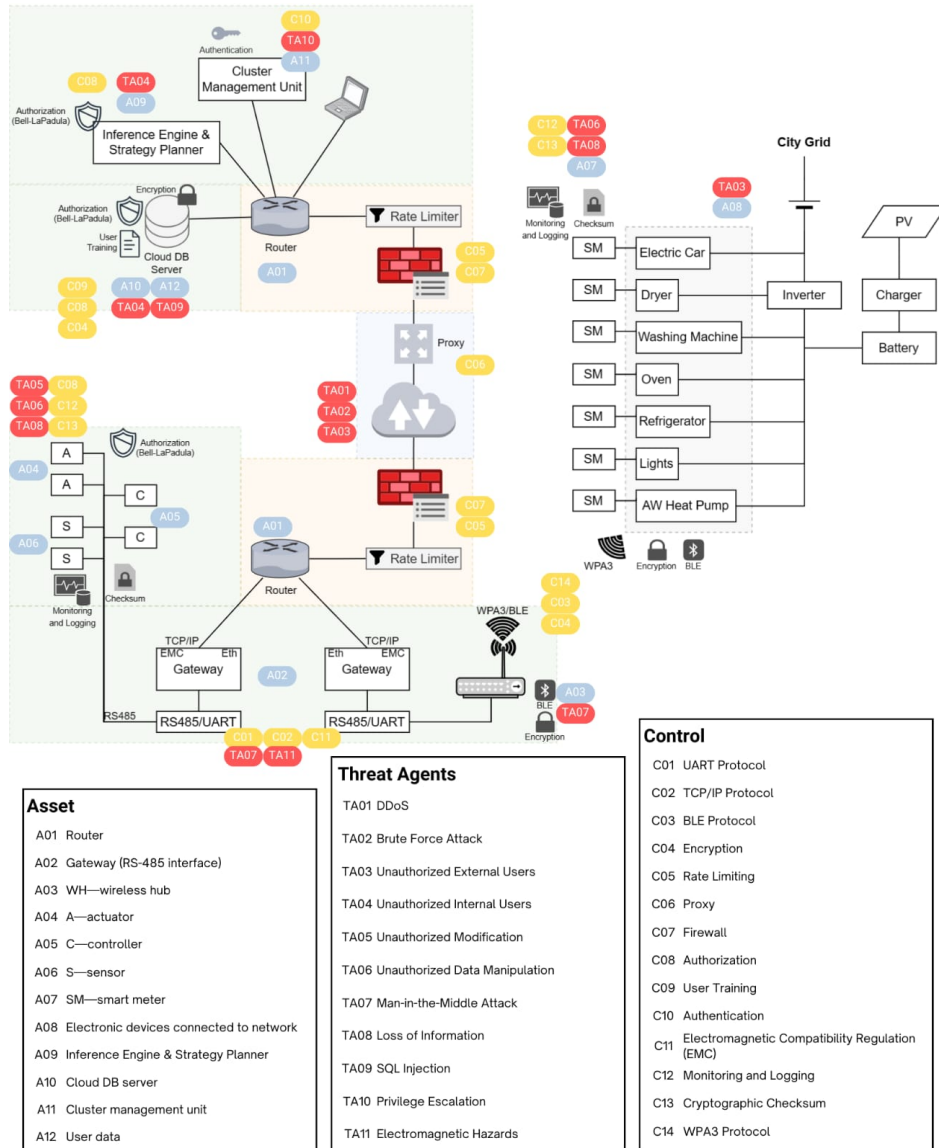 C10
TA10
A11
Authentication
Cluster
Management Unit
C08
TA04
A09
Authorization
(Bell-LaPadula)
Inference Engine &
Strategy Planner
Encryption
Authorization
(Bell-LaPadula)
User
Training
Cloud DB
Server
Router
A01
Rate Limiter
C05
C07
C09
C08
C04
A10
A12
TA04
TA09
Proxy
C06
TA01
TA02
TA03
TA05
C08
TA06
C12
TA08
C13
Authorization
(Bell-LaPadula)
A
A04
A
C
A05
S
C
A06
S
Monitoring
and Logging
Checksum
A01
Router
C07
C05
Rate Limiter
TCP/IP
EMC
Eth
Gateway
A02
TCP/IP
Eth
EMC
Gateway
RS485
RS485/UART
RS485/UART
C01
C02
C11
TA07
TA11
WPA3/BLE
C14
C03
C04
BLE
A03
TA07
Encryption
C12
TA06
C13
TA08
A07
Monitoring
and Logging
Checksum
TA03
A08
City Grid
PV
SM
Electric Car
SM
Dryer
Inverter
Charger
SM
Washing Machine
Battery
SM
Oven
SM
Refrigerator
SM
Lights
SM
AW Heat Pump
WPA3
Encryption
BLE
Asset
A01 Router
A02 Gateway (RS-485 interface)
A03 WH—wireless hub
A04 A—actuator
A05 C—controller
A06 S—sensor
A07 SM—smart meter
A08 Electronic devices connected to network
A09 Inference Engine & Strategy Planner
A10 Cloud DB server
A11 Cluster management unit
A12 User data
Threat Agents
TA01 DDoS
TA02 Brute Force Attack
TA03 Unauthorized External Users
TA04 Unauthorized Internal Users
TA05 Unauthorized Modification
TA06 Unauthorized Data Manipulation
TA07 Man-in-the-Middle Attack
TA08 Loss of Information
TA09 SQL Injection
TA10 Privilege Escalation
TA11 Electromagnetic Hazards
Control
C01 UART Protocol
C02 TCP/IP Protocol
C03 BLE Protocol
C04 Encryption
C05 Rate Limiting
C06 Proxy
C07 Firewall
C08 Authorization
C09 User Training
C10 Authentication
C11 Electromagnetic Compatibility Regulation
(EMC)
C12 Monitoring and Logging
C13 Cryptographic Checksum
C14 WPA3 Protocol